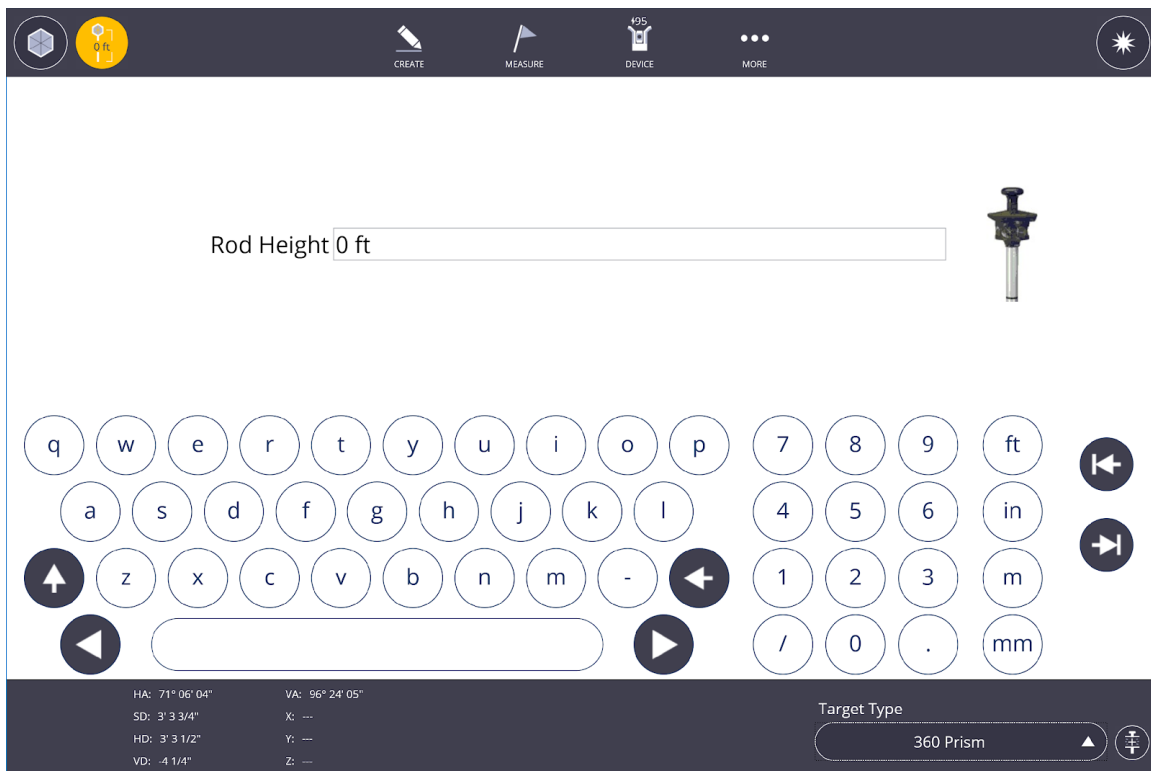 0 ft
CREATE
MEASURE
95
DEVICE
MORE
Rod Height 0 ft
q w e r t y u i o p 7 8 9 ft
a s d f g h j k l 4 5 6 in
z x c v b n m - 1 2 3 m
/ 0 . mm
HA: 71° 06' 04" VA: 96° 24' 05"
SD: 3' 3 3/4" X: ---
HD: 3' 3 1/2" Y: ---
VD: -4 1/4" Z: ---
Target Type
360 Prism